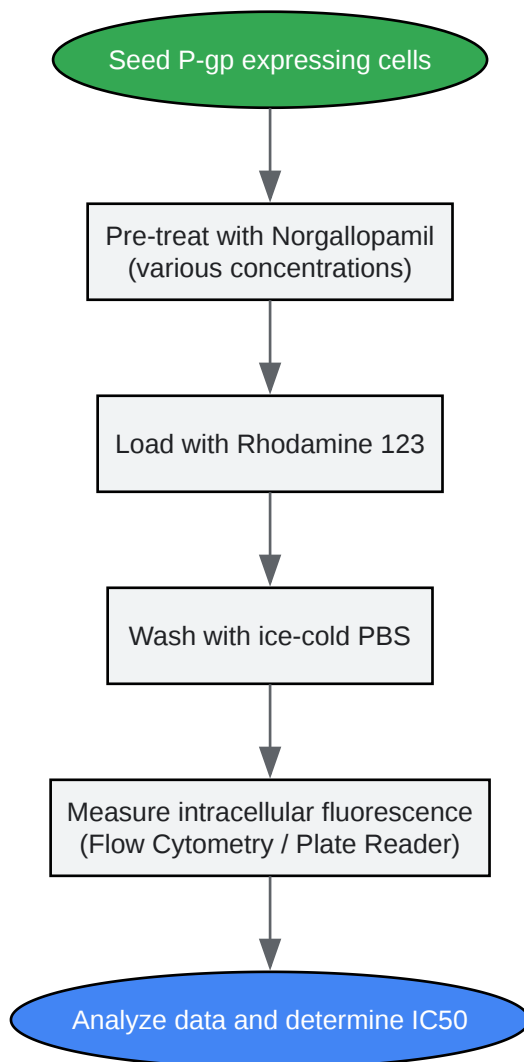 Seed P-gp expressing cells
Pre-treat with Norgallopamil
(various concentrations)
Load with Rhodamine 123
Wash with ice-cold PBS
Measure intracellular fluorescence
(Flow Cytometry / Plate Reader)
Analyze data and determine IC50